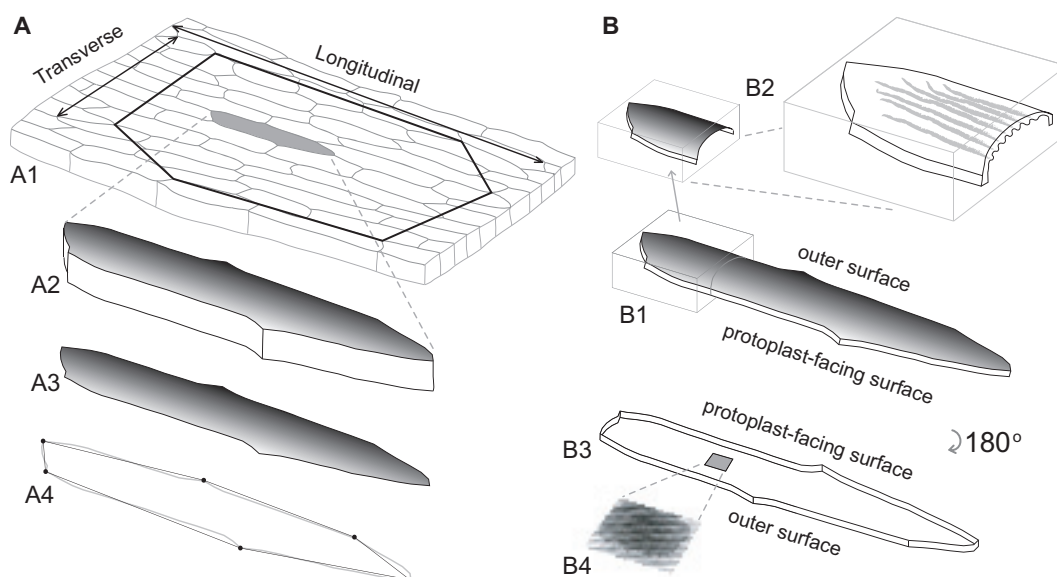 A
Transverse
Longitudinal
A1
A2
A3
A4
B
B2
B1
outer surface
protoplast-facing surface
B3
protoplast-facing surface
outer surface
180°
B4